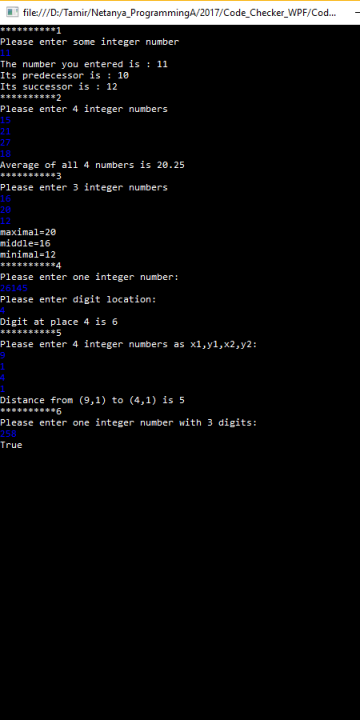 file:///D:/Tamir/Netanya_ProgrammingA/2017/Code_Checker_WPF/Cod...
**********1
Please enter some integer number
11
The number you entered is : 11
Its predecessor is : 10
Its successor is : 12
**********2
Please enter 4 integer numbers
15
21
27
18
Average of all 4 numbers is 20.25
**********3
Please enter 3 integer numbers
16
20
12
maximal=20
middle=16
minimal=12
**********4
Please enter one integer number:
26145
Please enter digit location:
4
Digit at place 4 is 6
**********5
Please enter 4 integer numbers as x1,y1,x2,y2:
9
1
4
1
Distance from (9,1) to (4,1) is 5
**********6
Please enter one integer number with 3 digits:
258
True